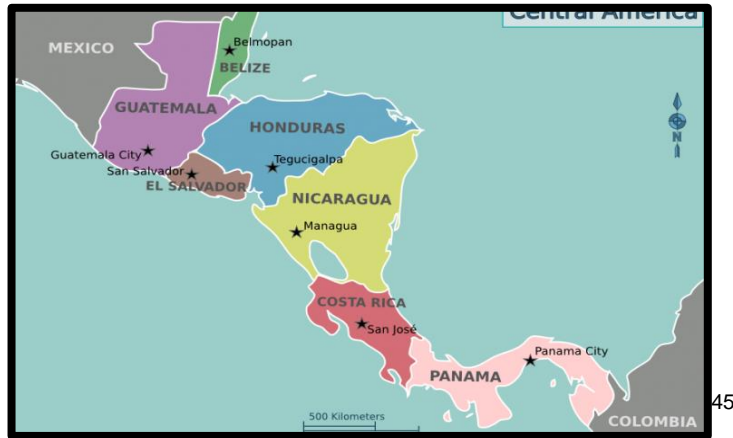 Central America
MEXICO
Belmopan
BELIZE
GUATEMALA
HONDURAS
Guatemala City
Tegucigalpa
San Salvador
EL SALVADOR
NICARAGUA
Managua
N
COSTA RICA
San José
Panama City
PANAMA
45
500 Kilometers
COLOMBIA